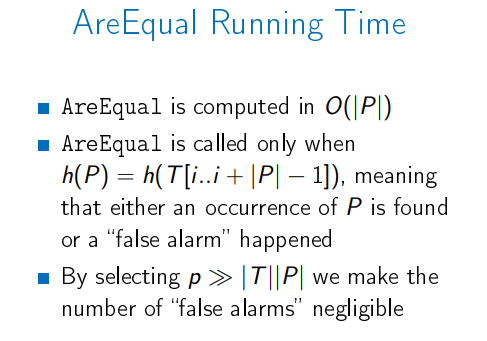 AreEqual Running Time
■ AreEqual is computed in O(|P|)
■ AreEqual is called only when
h(P) = h(T[i..i + |P| − 1]), meaning
that either an occurrence of P is found
or a “false alarm” happened
■ By selecting p ≫ |T||P| we make the
number of “false alarms” negligible